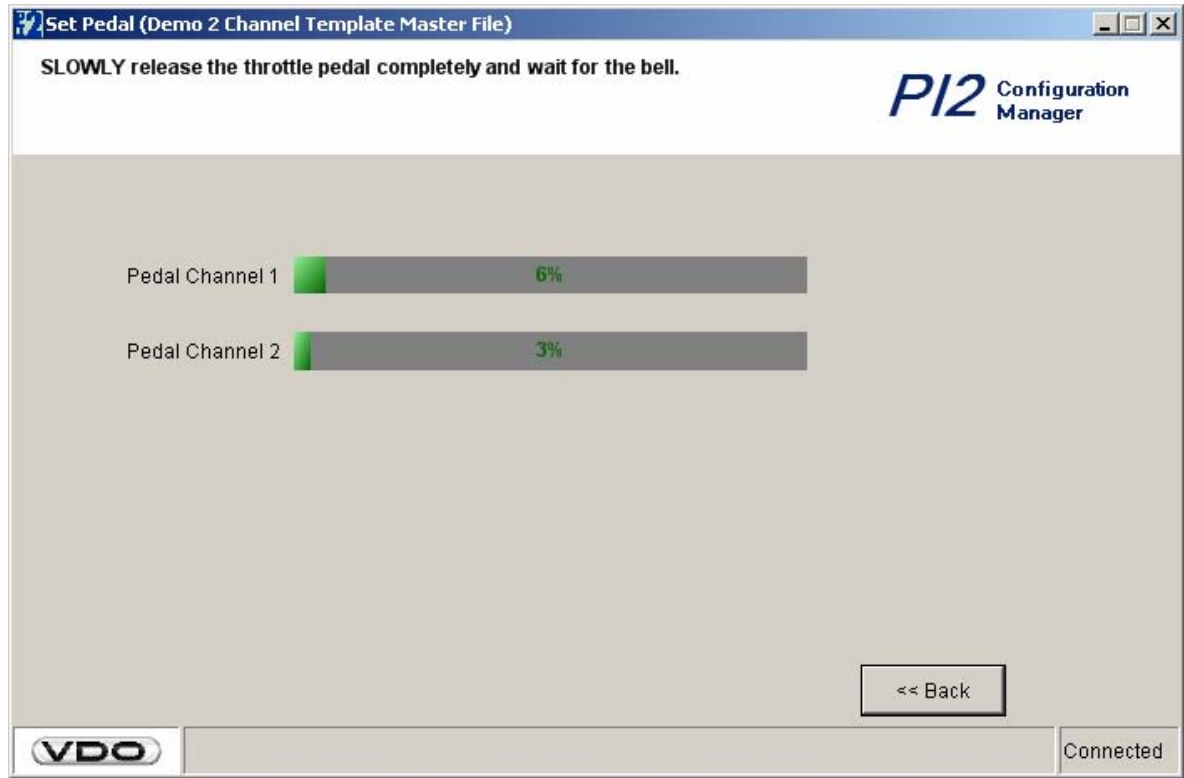 Set Pedal (Demo 2 Channel Template Master File)
SLOWLY release the throttle pedal completely and wait for the bell.
PI2 Configuration
Manager
Pedal Channel 1 6%
Pedal Channel 2 3%
<< Back
VDO
Connected